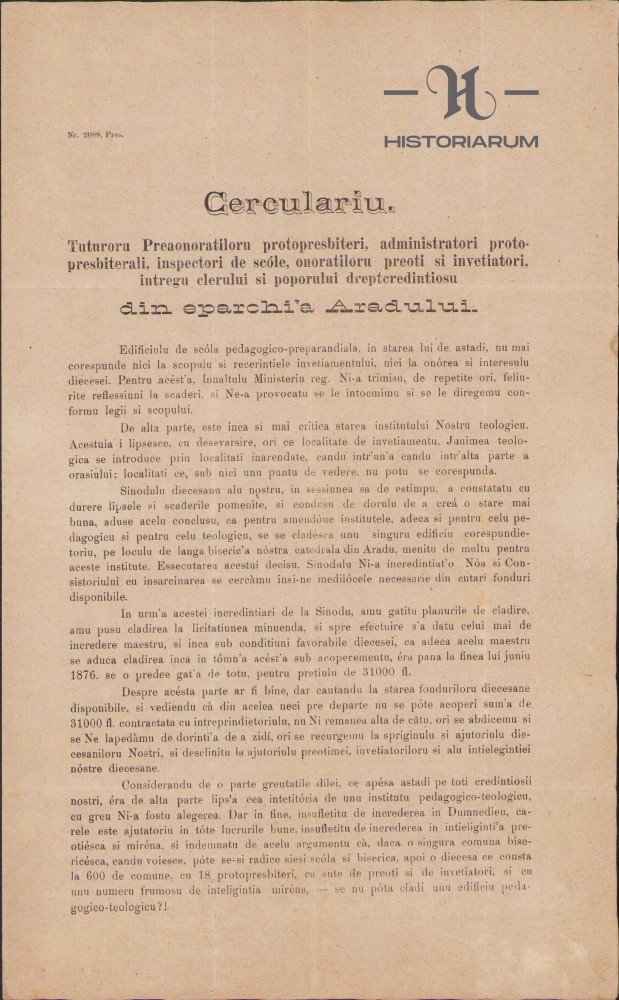 HISTORIARUM
Nr. 2088, Pres.
Cerculariu.
Tuturoru Preaonoratiloru protopresbiteri, administratori proto-
presbiterali, inspectori de scóle, onoratiloru preoti si invetiatori,
intregu clerului si poporului dreptcredintiosu
din eparchi'a Aradului.
Edificiulu de scóla pedagogico-preparandiala, in starea lui de astadi, nu mai
corespunde nici la scopulu si recerintiele invetiamentului, nici la onórea si interesulu
diecesei. Pentru acést'a, Innaltulu Ministeriu reg. Ni-a trimisu, de repetite ori, feliu-
rite reflessiuni la scaderi, si Ne-a provocatu se le intocmimu si se le diregemu con-
formu legii si scopului.
De alta parte, este inca si mai critica starea institutului Nostru teologicu.
Acestuia i lipsesce, cu desevarsire, ori ce localitate de invetiamentu. Junimea teolo-
gica se introduce prin localitati inarendate, candu intr'un'a candu intr'alta parte a
orasiului; localitati ce, sub nici unu puntu de vedere, nu potu se corespunda.
Sinodulu diecesanu alu nostru, in sessiunea sa de estimpu, a constatatu cu
durere lipsele si scaderile pomenite, si condusu de dorulu de a creá o stare mai
buna, aduse acelu conclusu, ca pentru amendóue institutele, adeca si pentru celu pe-
dagogicu si pentru celu teologicu, se se cladésca unu singuru edificiu corespundie-
toriu, pe loculu de langa biseric'a nóstra catedrala din Aradu, menitu de multu pentru
aceste institute. Essecutarea acestui decisu, Sinodulu Ni-a incredintiat'o Nóa si Con-
sistoriului cu insarcinarea se cercàmu insi-ne medilócele necessarie din cutari fonduri
disponibile.
In urm'a acestei incredintiari de la Sinodu, amu gatitu planurile de cladire,
amu pusu cladirea la licitatiunea minuenda, si spre efectuire s'a datu celui mai de
incredere maestru, si inca sub conditiuni favorabile diecesei, ca adeca acelu maestru
se aduca cladirea inca in tómn'a acést'a sub acoperementu, éra pana la finea lui juniu
1876. se o predee gat'a de totu, pentru pretiulu de 31000 fl.
Despre acésta parte ar fi bine, dar cautandu la starea fonduriloru diecesane
disponibile, si vediendu cà din acelea neci pre departe nu se póte acoperi sum'a de
31000 fl. contractata cu intreprindietoriulu, nu Ni remanea alta de càtu, ori se abdicemu si
se Ne lapedàmu de dorinti'a de a zidí, ori se recurgemu la spriginulu si ajutoriulu die-
cesaniloru Nostri, si desclinitu la ajutoriulu preotimei, invetiatoriloru si alu intielegintiei
nóstre diecesane.
Considerandu de o parte greutatile dilei, ce apésa astadi pe toti credintiosii
nostri, éra de alta parte lips'a cea intetitória de unu institutu pedagogico-teologicu,
cu greu Ni-a fostu alegerea. Dar in fine, insufletitu de increderea in Dumnedieu, ca-
rele este ajutatoriu in tóte lucrurile bune, insufletitu de increderea in intieliginti'a pre-
otiésca si miréna, si indemnatu de acelu argumentu cà, daca o singura comuna bise-
ricésca, candu voiesce, póte se-si radice siesi scóla si biserica, apoi o diecesa ce consta
la 600 de comune, cu 18 protopresbiteri, cu sute de preoti si de invetiatori, si cu
unu numeru frumosu de inteligintia miréna, — se nu póta cladi unu edificiu peda-
gogico-teologicu?!